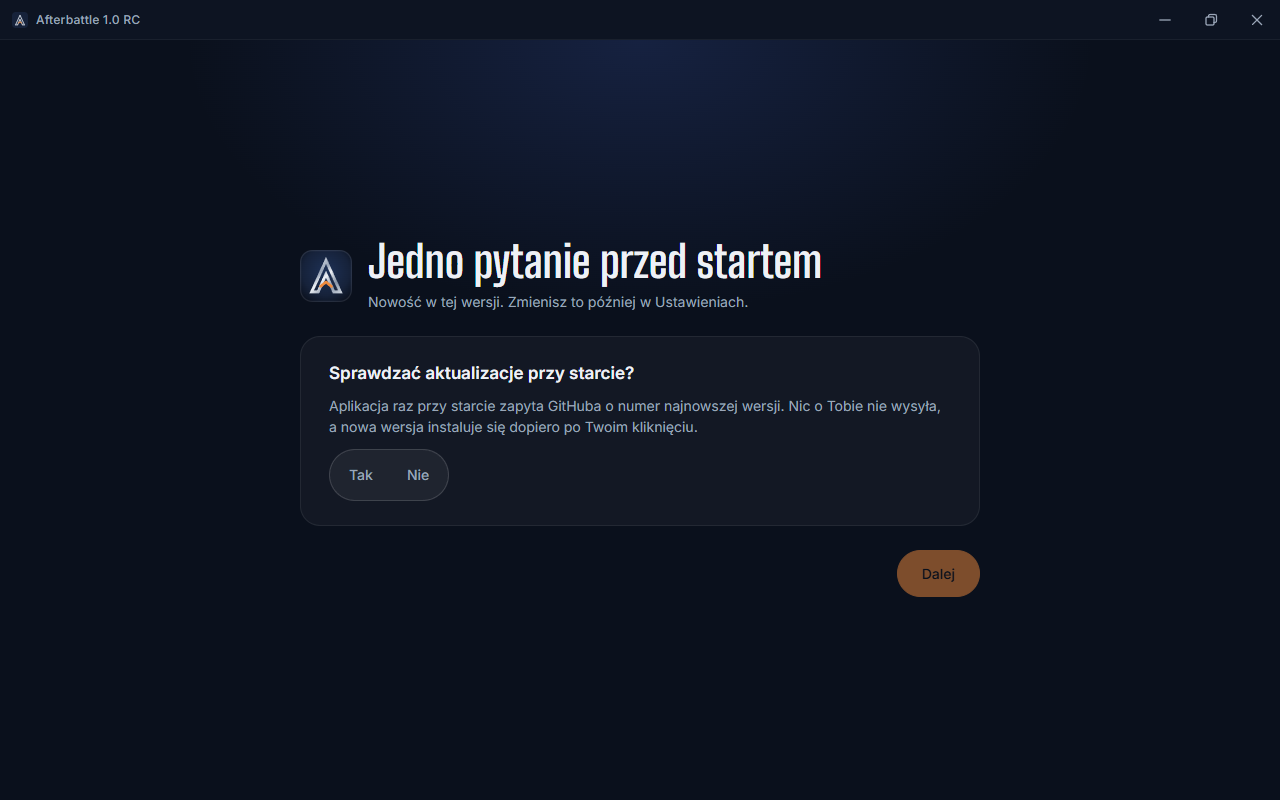 Afterbattle 1.0 RC
Jedno pytanie przed startem
Nowość w tej wersji. Zmienisz to później w Ustawieniach.
Sprawdzać aktualizacje przy starcie?
Aplikacja raz przy starcie zapyta GitHuba o numer najnowszej wersji. Nic o Tobie nie wysyła,
a nowa wersja instaluje się dopiero po Twoim kliknięciu.
Tak Nie
Dalej